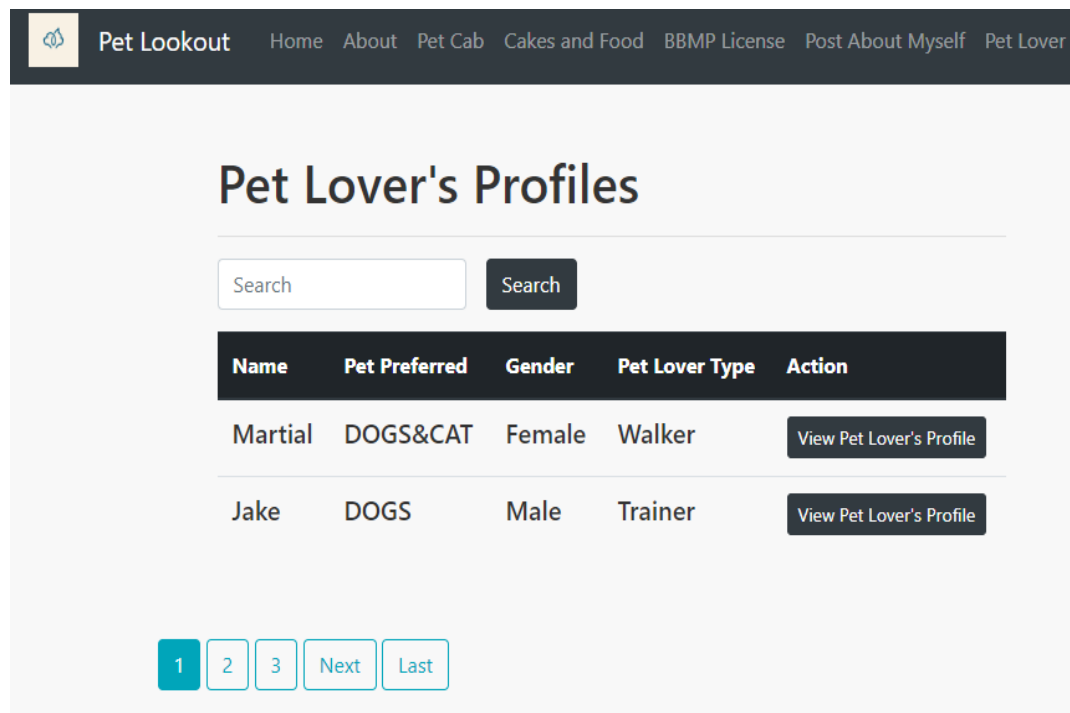 Pet Lookout Home About Pet Cab Cakes and Food BBMP License Post About Myself Pet Lover
Pet Lover's Profiles
Search Search
Name Pet Preferred Gender Pet Lover Type Action
Martial DOGS&CAT Female Walker View Pet Lover's Profile
Jake DOGS Male Trainer View Pet Lover's Profile
1 2 3 Next Last